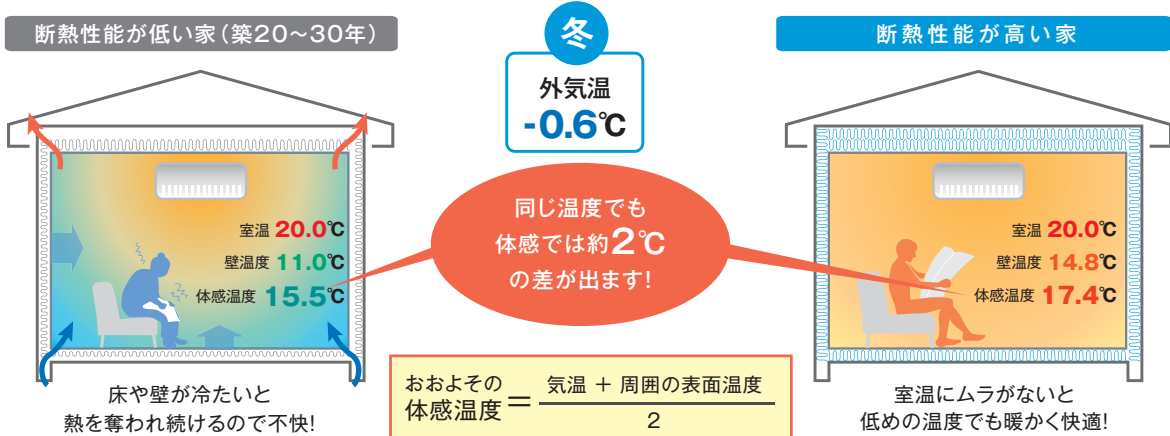 断熱性能が低い家（築20～30年）
冬
外気温
-0.6℃
断熱性能が高い家
室温 20.0℃
壁温度 11.0℃
体感温度 15.5℃
同じ温度でも
体感では約2℃
の差が出ます!
室温 20.0℃
壁温度 14.8℃
体感温度 17.4℃
床や壁が冷たいと
熱を奪われ続けるので不快!
おおよその
体感温度 = 気温 + 周囲の表面温度
2
室温にムラがないと
低めの温度でも暖かく快適!